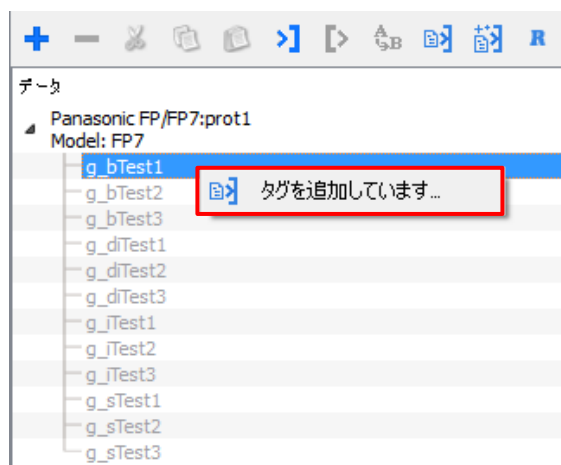 A B
R
データ
Panasonic FP/FP7:prot1
Model: FP7
g_bTest1
g_bTest2
タグを追加しています...
g_bTest3
g_diTest1
g_diTest2
g_diTest3
g_iTest1
g_iTest2
g_iTest3
g_sTest1
g_sTest2
g_sTest3